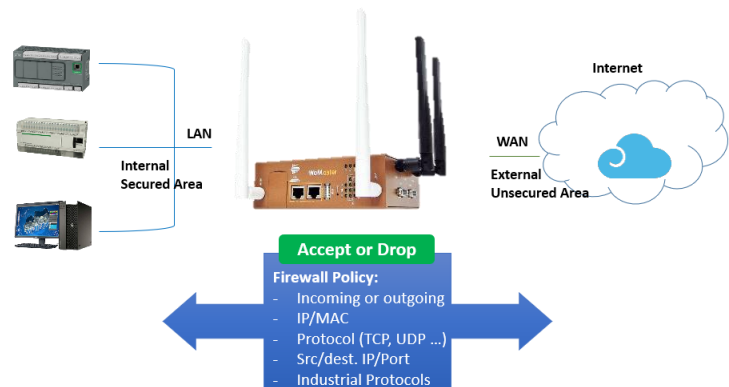 Internet
LAN
WAN
Internal
Secured Area
External
Unsecured Area
WoMaster
Accept or Drop
Firewall Policy:
- Incoming or outgoing
- IP/MAC
- Protocol (TCP, UDP ...)
- Src/dest. IP/Port
- Industrial Protocols